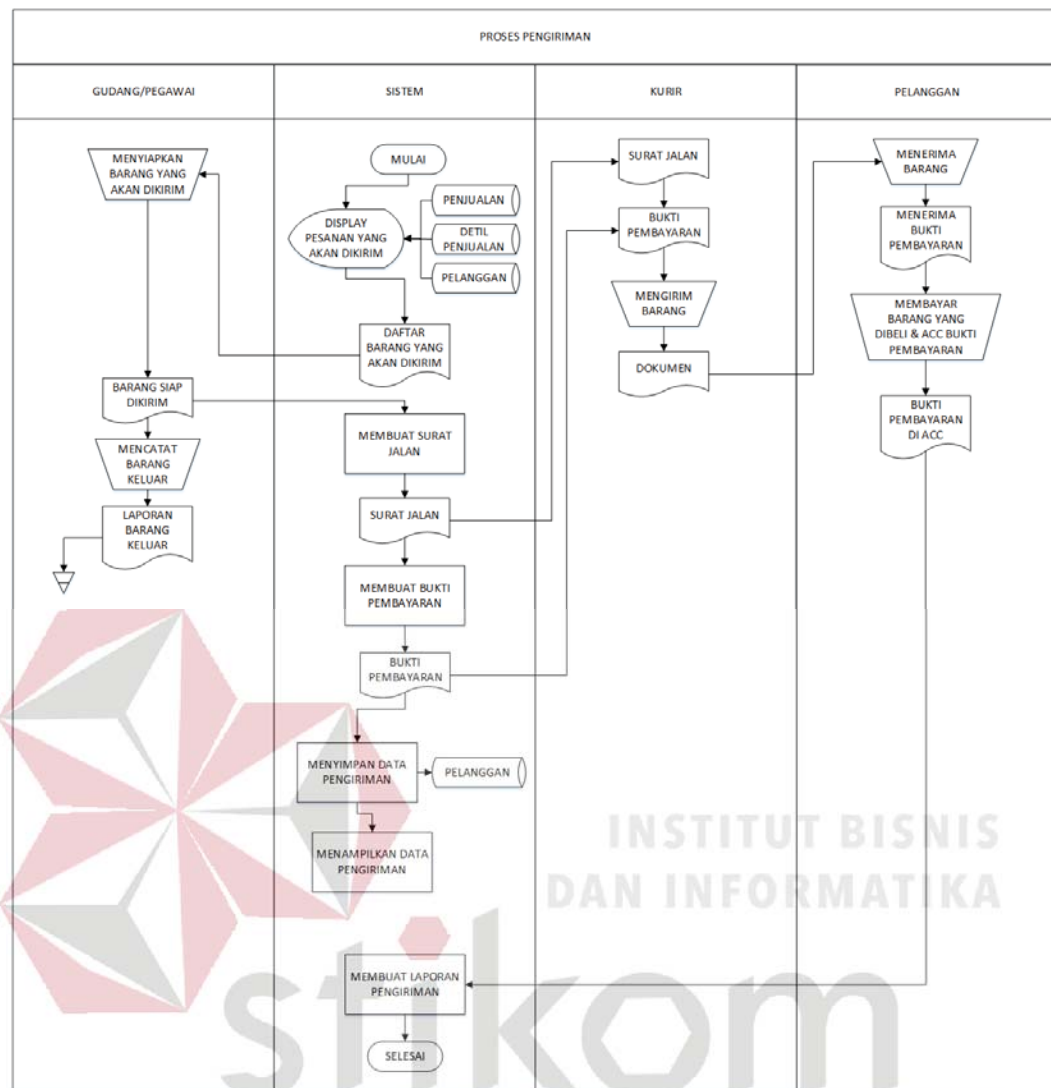 PROSES PENGIRIMAN
GUDANG/PEGAWAI
SISTEM
KURIR
PELANGGAN
MENYIAPKAN
BARANG YANG
AKAN DIKIRIM
BARANG SIAP
DIKIRIM
MENCATAT
BARANG
KELUAR
LAPORAN
BARANG
KELUAR
MULAI
DISPLAY
PESANAN YANG
AKAN DIKIRIM
PENJUALAN
DETIL
PENJUALAN
PELANGGAN
DAFTAR
BARANG YANG
AKAN DIKIRIM
MEMBUAT SURAT
JALAN
SURAT JALAN
MEMBUAT BUKTI
PEMBAYARAN
BUKTI
PEMBAYARAN
MENYIMPAN DATA
PENGIRIMAN
PELANGGAN
MENAMPILKAN DATA
PENGIRIMAN
MEMBUAT LAPORAN
PENGIRIMAN
SELESAI
SURAT JALAN
BUKTI
PEMBAYARAN
MENGIRIM
BARANG
DOKUMEN
MENERIMA
BARANG
MENERIMA
BUKTI
PEMBAYARAN
MEMBAYAR
BARANG YANG
DIBELI & ACC BUKTI
PEMBAYARAN
BUKTI
PEMBAYARAN
DI ACC
INSTITUT BISNIS
DAN INFORMATIKA
stikom